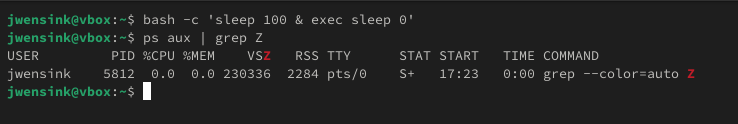 jwensink@vbox:~$ bash -c 'sleep 100 & exec sleep 0'
jwensink@vbox:~$ ps aux | grep Z
USER         PID %CPU %MEM    VSZ   RSS TTY      STAT START   TIME COMMAND
jwensink    5812  0.0  0.0 230336  2284 pts/0    S+   17:23   0:00 grep --color=auto Z
jwensink@vbox:~$